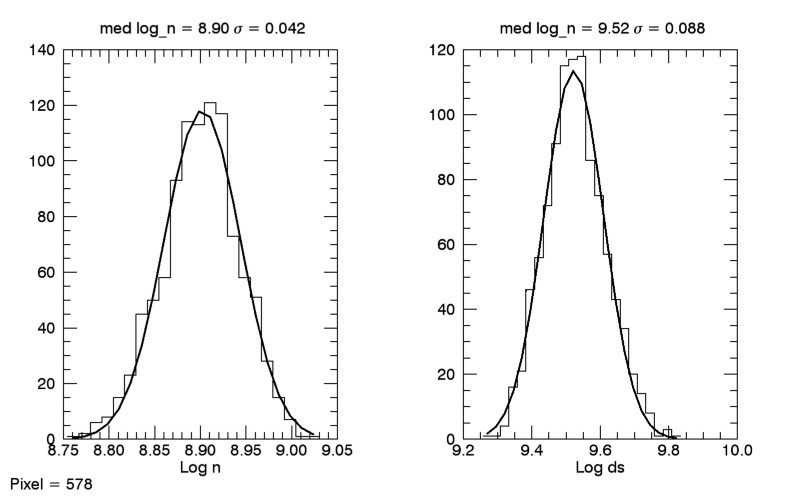 med log_n = 8.90 σ = 0.042
140
120
100
80
60
40
20
0
8.75 8.80 8.85 8.90 8.95 9.00 9.05
Log n
med log_n = 9.52 σ = 0.088
120
100
80
60
40
20
0
9.2 9.4 9.6 9.8 10.0
Log ds
Pixel = 578